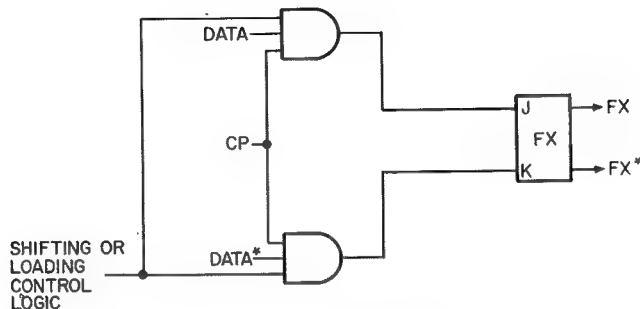 DATA
J
FX
FX
CP
K
FX*
DATA*
SHIFTING OR
LOADING
CONTROL
LOGIC